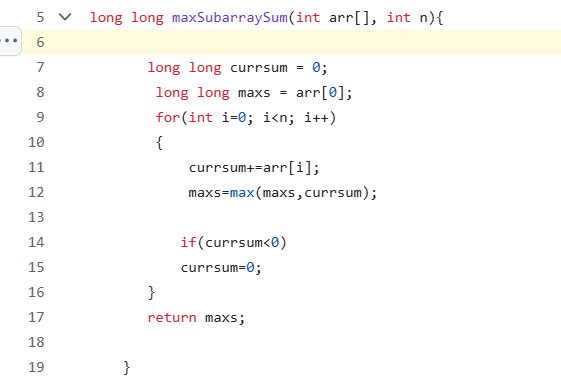 5 long long maxSubarraySum(int arr[], int n){
6
7 long long currsum = 0;
8 long long maxs = arr[0];
9 for(int i=0; i<n; i++)
10 {
11 currsum+=arr[i];
12 maxs=max(maxs,currsum);
13
14 if(currsum<0)
15 currsum=0;
16 }
17 return maxs;
18
19 }